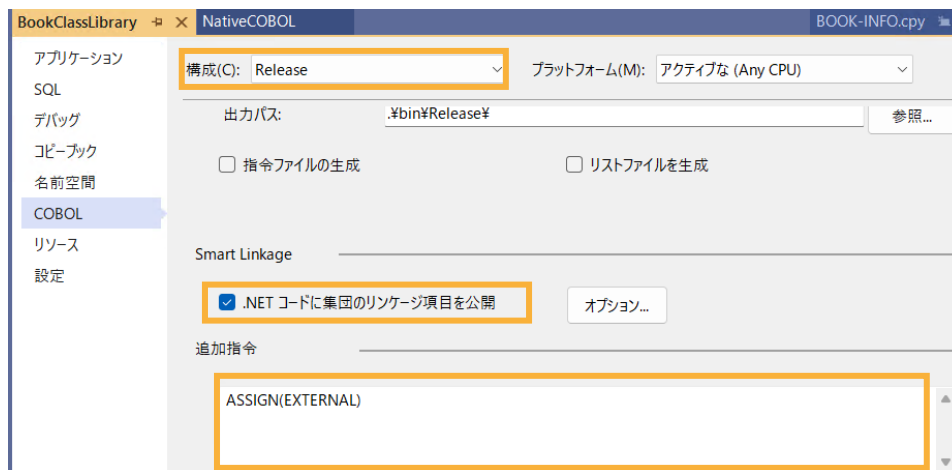 BookClassLibrary
NativeCOBOL
BOOK-INFO.cpy
アプリケーション
SQL
デバッグ
コピーブック
名前空間
COBOL
リソース
設定
構成(C): Release
プラットフォーム(M): アクティブな (Any CPU)
出力パス: .¥bin¥Release¥
参照...
指令ファイルの生成
リストファイルを生成
Smart Linkage
.NET コードに集団のリンケージ項目を公開
オプション...
追加指令
ASSIGN(EXTERNAL)